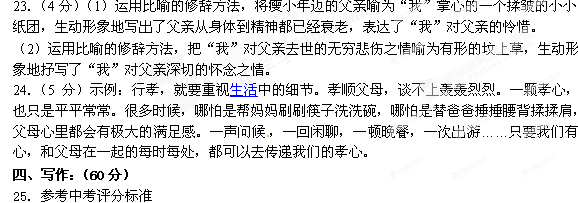 23.（4 分）（1）运用比喻的修辞方法，将瘦小年边的父亲喻为“我”掌心的一个揉皱的小小
纸团，生动形象地写出了父亲从身体到精神都已经衰老，表达了“我”对父亲的怜惜。
（2）运用比喻的修辞方法，把“我”对父亲去世的无穷悲伤之情喻为有形的坟上草，生动形
象地抒写了“我”对父亲深切的怀念之情。
24.（5 分）示例：行孝，就要重视生活中的细节。孝顺父母，谈不上轰轰烈烈。一颗孝心，
也只是平平常常。很多时候，哪怕是帮妈妈刷刷筷子洗洗碗，哪怕是替爸爸捶捶腰背揉揉肩，
父母心里都会有极大的满足感。一声问候，一回闲聊，一顿晚餐，一次出游……只要我们有
心，和父母在一起的每时每处，都可以去传递我们的孝心。
四、写作：(60 分)
25. 参考中考评分标准